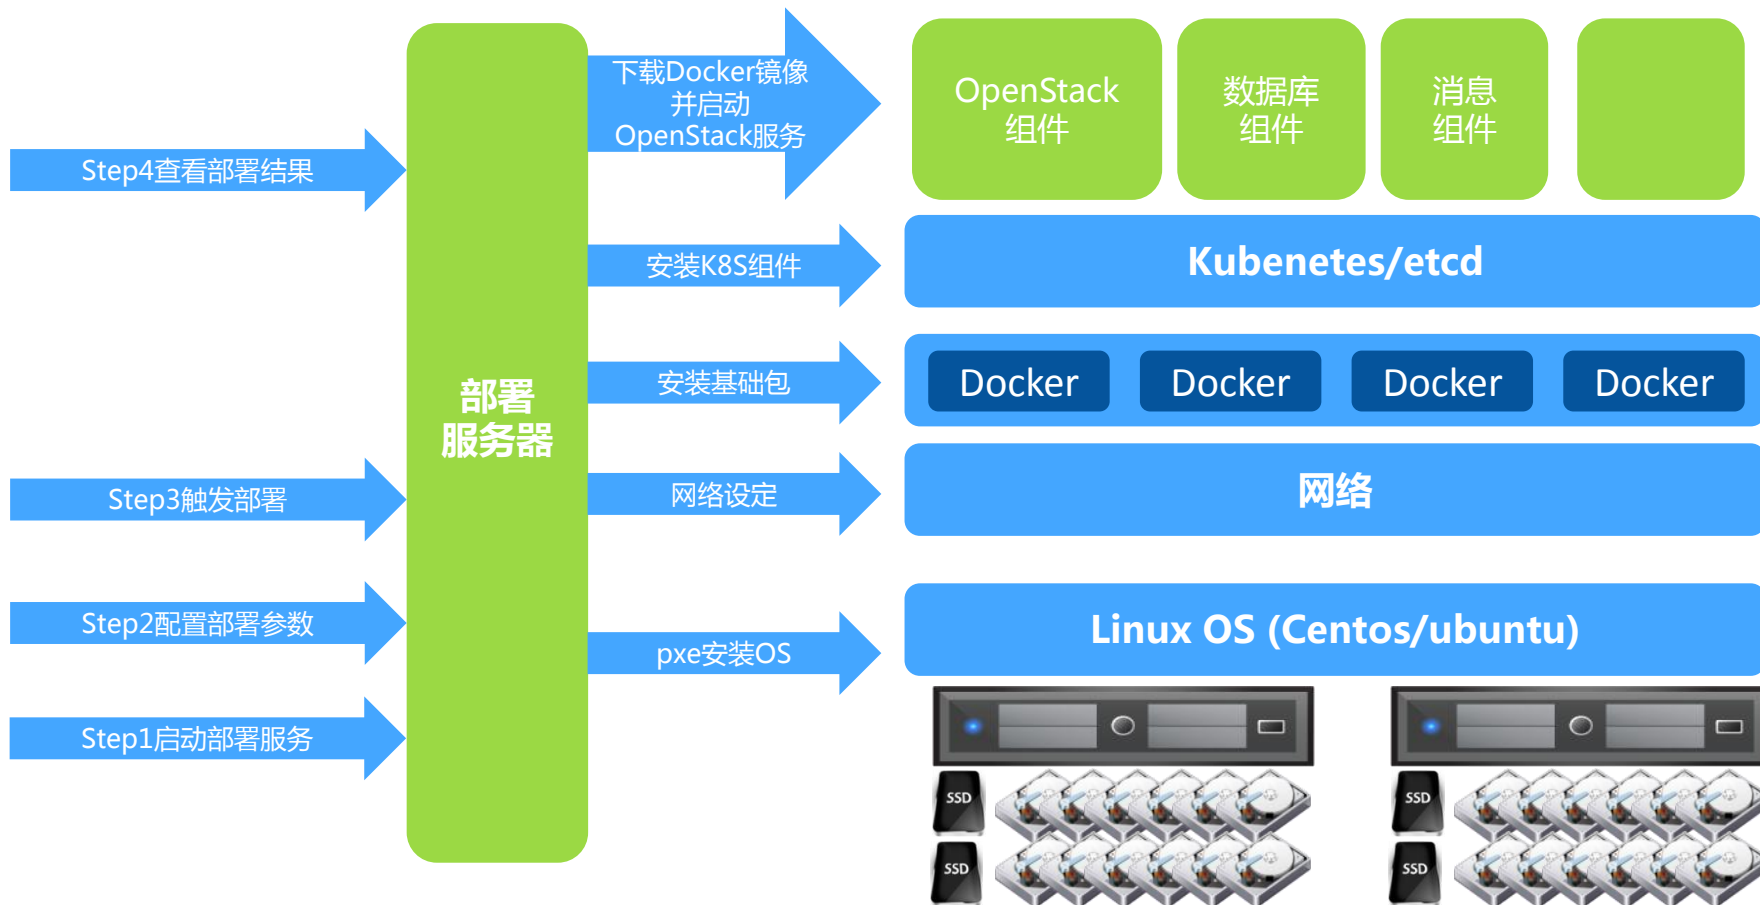 Step4查看部署结果
Step3触发部署
Step2配置部署参数
Step1启动部署服务
部署
服务器
下载Docker镜像
并启动
OpenStack服务
安装K8S组件
安装基础包
网络设定
pxe安装OS
OpenStack
组件
数据库
组件
消息
组件
Kubenetes/etcd
Docker
Docker
Docker
Docker
网络
Linux OS (Centos/ubuntu)
SSD
SSD
SSD
SSD